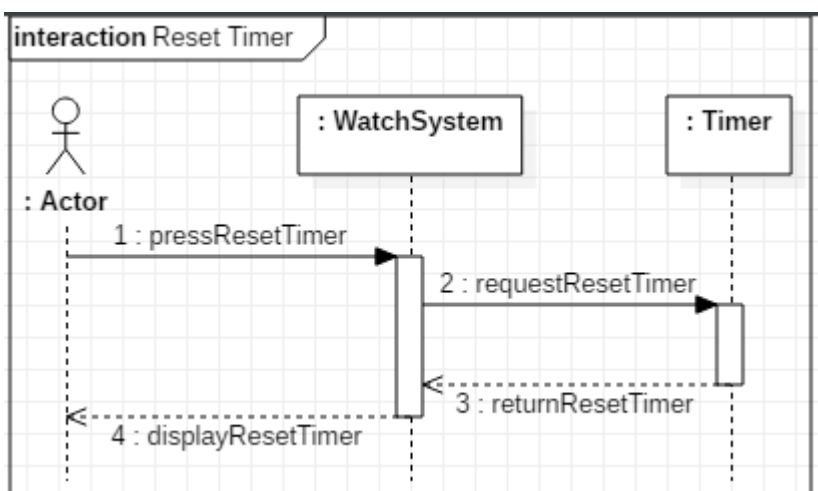 interaction Reset Timer
: WatchSystem
: Timer
: Actor
1 : pressResetTimer
2 : requestResetTimer
3 : returnResetTimer
4 : displayResetTimer